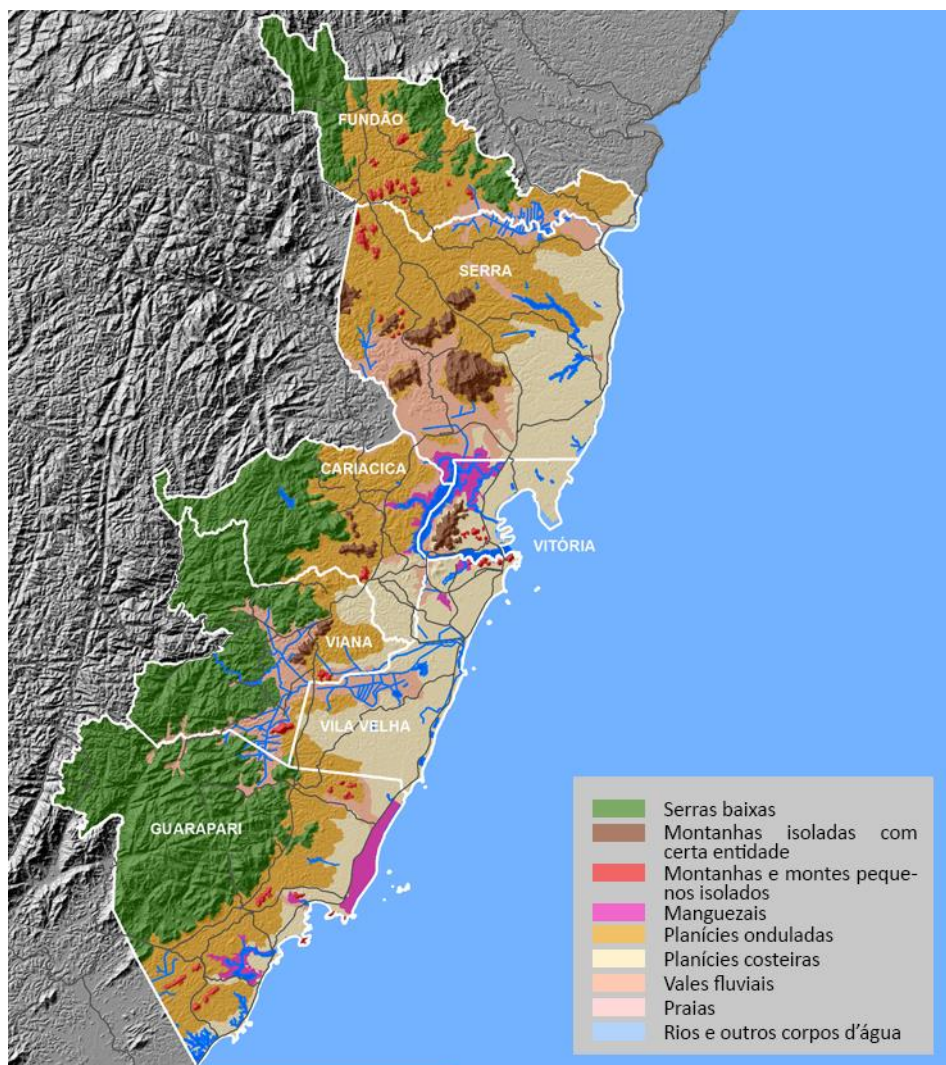 FUNDÃO
SERRA
CARIACICA
VITÓRIA
VIANA
VILA VELHA
GUARAPARI
Serras baixas
Montanhas isoladas com
certa entidade
Montanhas e montes peque-
nos isolados
Manguezais
Planícies onduladas
Planícies costeiras
Vales fluviais
Praias
Rios e outros corpos d’água